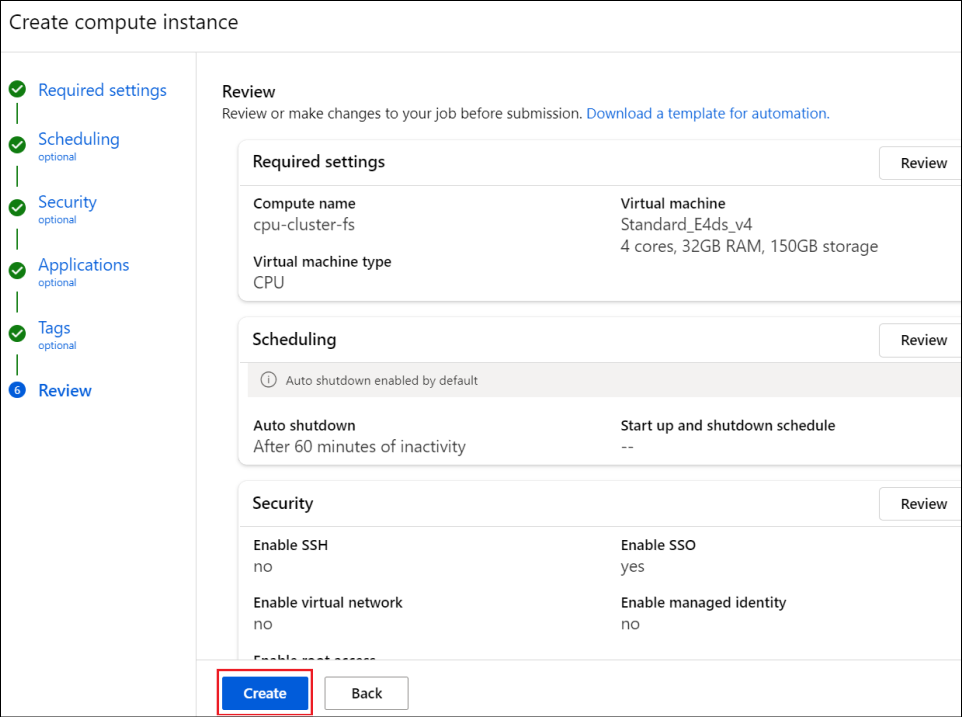 Create compute instance
Required settings
Scheduling
optional
Security
optional
Applications
optional
Tags
optional
6 Review
Review
Review or make changes to your job before submission. Download a template for automation.
Required settings Review
Compute name Virtual machine
cpu-cluster-fs Standard_E4ds_v4
4 cores, 32GB RAM, 150GB storage
Virtual machine type
CPU
Scheduling Review
Auto shutdown enabled by default
Auto shutdown Start up and shutdown schedule
After 60 minutes of inactivity --
Security Review
Enable SSH Enable SSO
no yes
Enable virtual network Enable managed identity
no no
Enable root access
Create Back